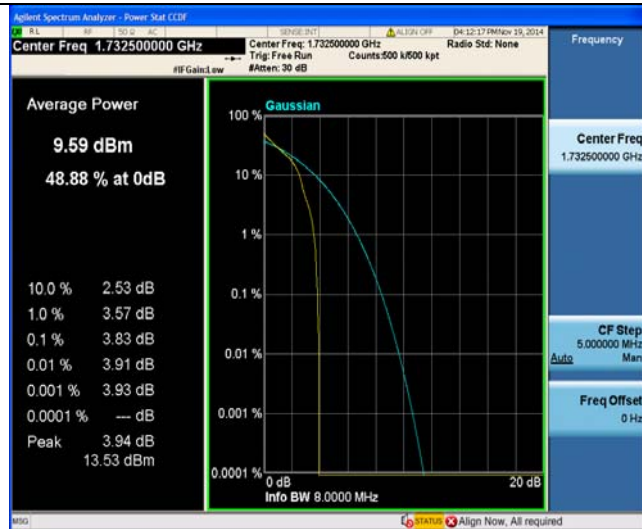 Agilent Spectrum Analyzer - Power Stat CCDF
RL RF 50 Ω AC SENSE:INT ALIGN OFF 04:12:17 PM Nov 19, 2014
Center Freq 1.732500000 GHz
Center Freq: 1.732500000 GHz Radio Std: None
Trig: Free Run Counts:500 k/500 kpt
#IFGain:Low #Atten: 30 dB
Frequency
Average Power
9.59 dBm
48.88 % at 0dB
10.0 % 2.53 dB
1.0 % 3.57 dB
0.1 % 3.83 dB
0.01 % 3.91 dB
0.001 % 3.93 dB
0.0001 % --- dB
Peak 3.94 dB
13.53 dBm
Gaussian
100 %
10 %
1 %
0.1 %
0.01 %
0.001 %
0.0001 %
0 dB 20 dB
Info BW 8.0000 MHz
Center Freq
1.732500000 GHz
CF Step
5.000000 MHz
Auto Man
Freq Offset
0 Hz
MSG STATUS Align Now, All required